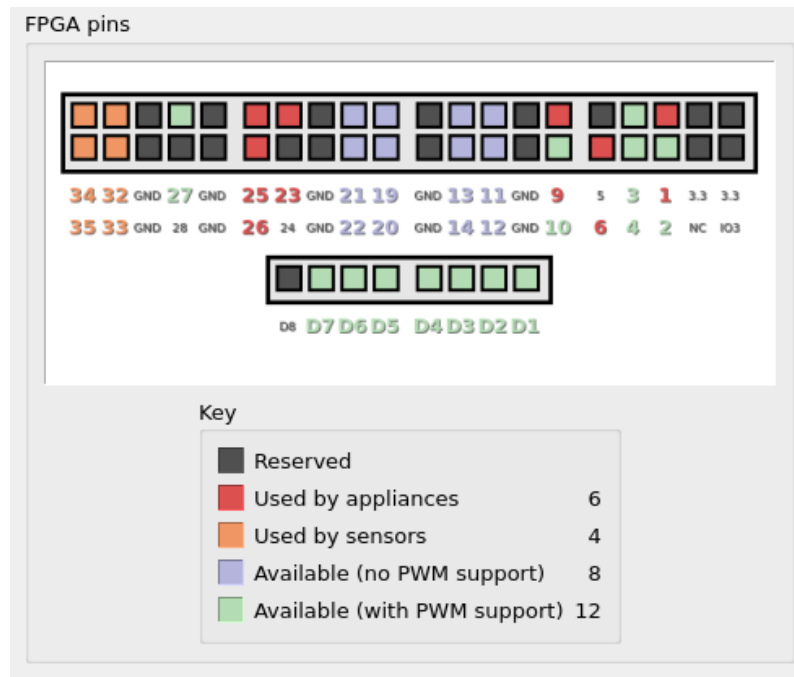 FPGA pins
34 32 GND 27 GND 25 23 GND 21 19 GND 13 11 GND 9 5 3 1 3.3 3.3
35 33 GND 28 GND 26 24 GND 22 20 GND 14 12 GND 10 6 4 2 NC IO3
D8 D7 D6 D5 D4 D3 D2 D1
Key
Reserved
Used by appliances 6
Used by sensors 4
Available (no PWM support) 8
Available (with PWM support) 12